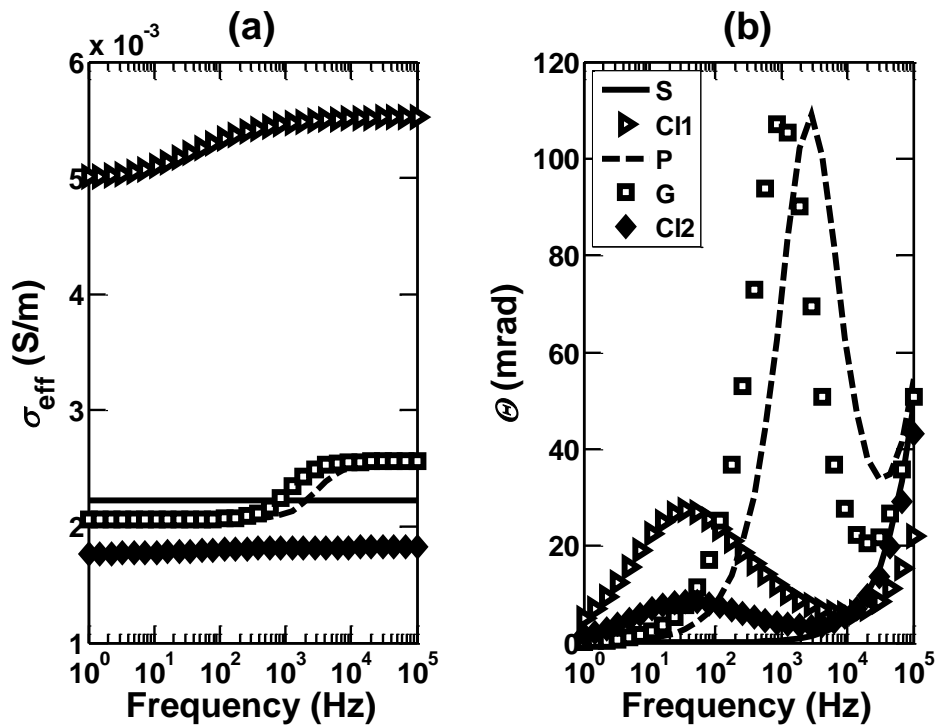 (a)
× 10⁻³
6
5
4
3
2
1
σeff (S/m)
10⁰ 10¹ 10² 10³ 10⁴ 10⁵
Frequency (Hz)
(b)
120
100
80
60
40
20
0
Θ (mrad)
S
Cl1
P
G
Cl2
10⁰ 10¹ 10² 10³ 10⁴ 10⁵
Frequency (Hz)